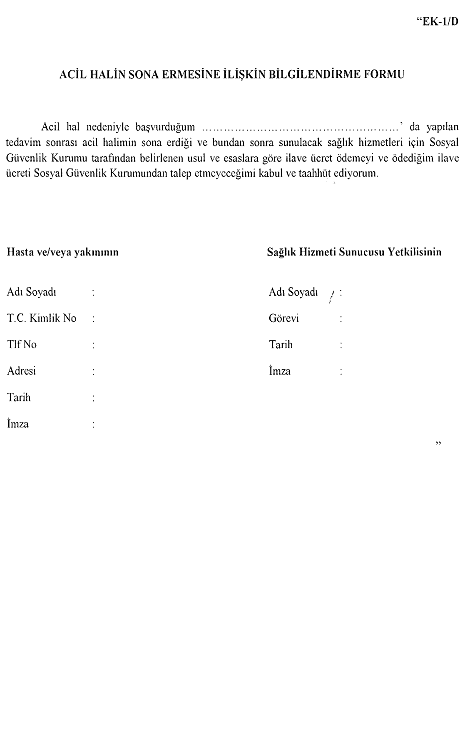 “EK-1/D
ACİL HALİN SONA ERMESİNE İLİŞKİN BİLGİLENDİRME FORMU
Acil hal nedeniyle başvurduğum ………………………………………………’ da yapılan
tedavim sonrası acil halimin sona erdiği ve bundan sonra sunulacak sağlık hizmetleri için Sosyal
Güvenlik Kurumu tarafından belirlenen usul ve esaslara göre ilave ücret ödemeyi ve ödediğim ilave
ücreti Sosyal Güvenlik Kurumundan talep etmeyeceğimi kabul ve taahhüt ediyorum.
Hasta ve/veya yakınının
Adı Soyadı :
T.C. Kimlik No :
Tlf No :
Adresi :
Tarih :
İmza :
Sağlık Hizmeti Sunucusu Yetkilisinin
Adı Soyadı / :
Görevi :
Tarih :
İmza :
”